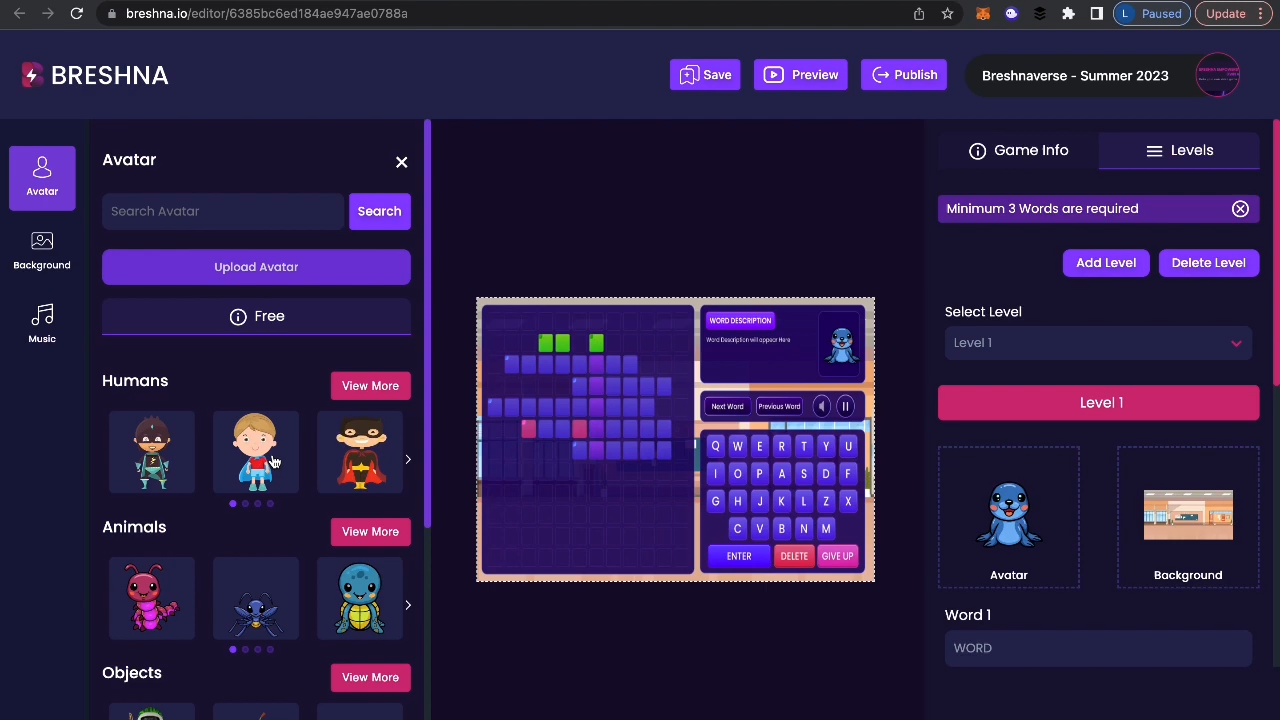 breshna.io/editor/6385bc6ed184ae947ae0788a
L Paused
Update
BRESHNA
Save
Preview
Publish
Breshnaverse - Summer 2023
Avatar
Background
Music
Avatar
Search Avatar
Search
Upload Avatar
Free
Humans
View More
Animals
View More
Objects
View More
WORD DESCRIPTION
Word Description will appear Here
Next Word
Previous Word
Q W E R T Y U
I O P A S D F
G H J K L Z X
C V B N M
ENTER
DELETE
GIVE UP
Game Info
Levels
Minimum 3 Words are required
Add Level
Delete Level
Select Level
Level 1
Level 1
Avatar
Background
Word 1
WORD